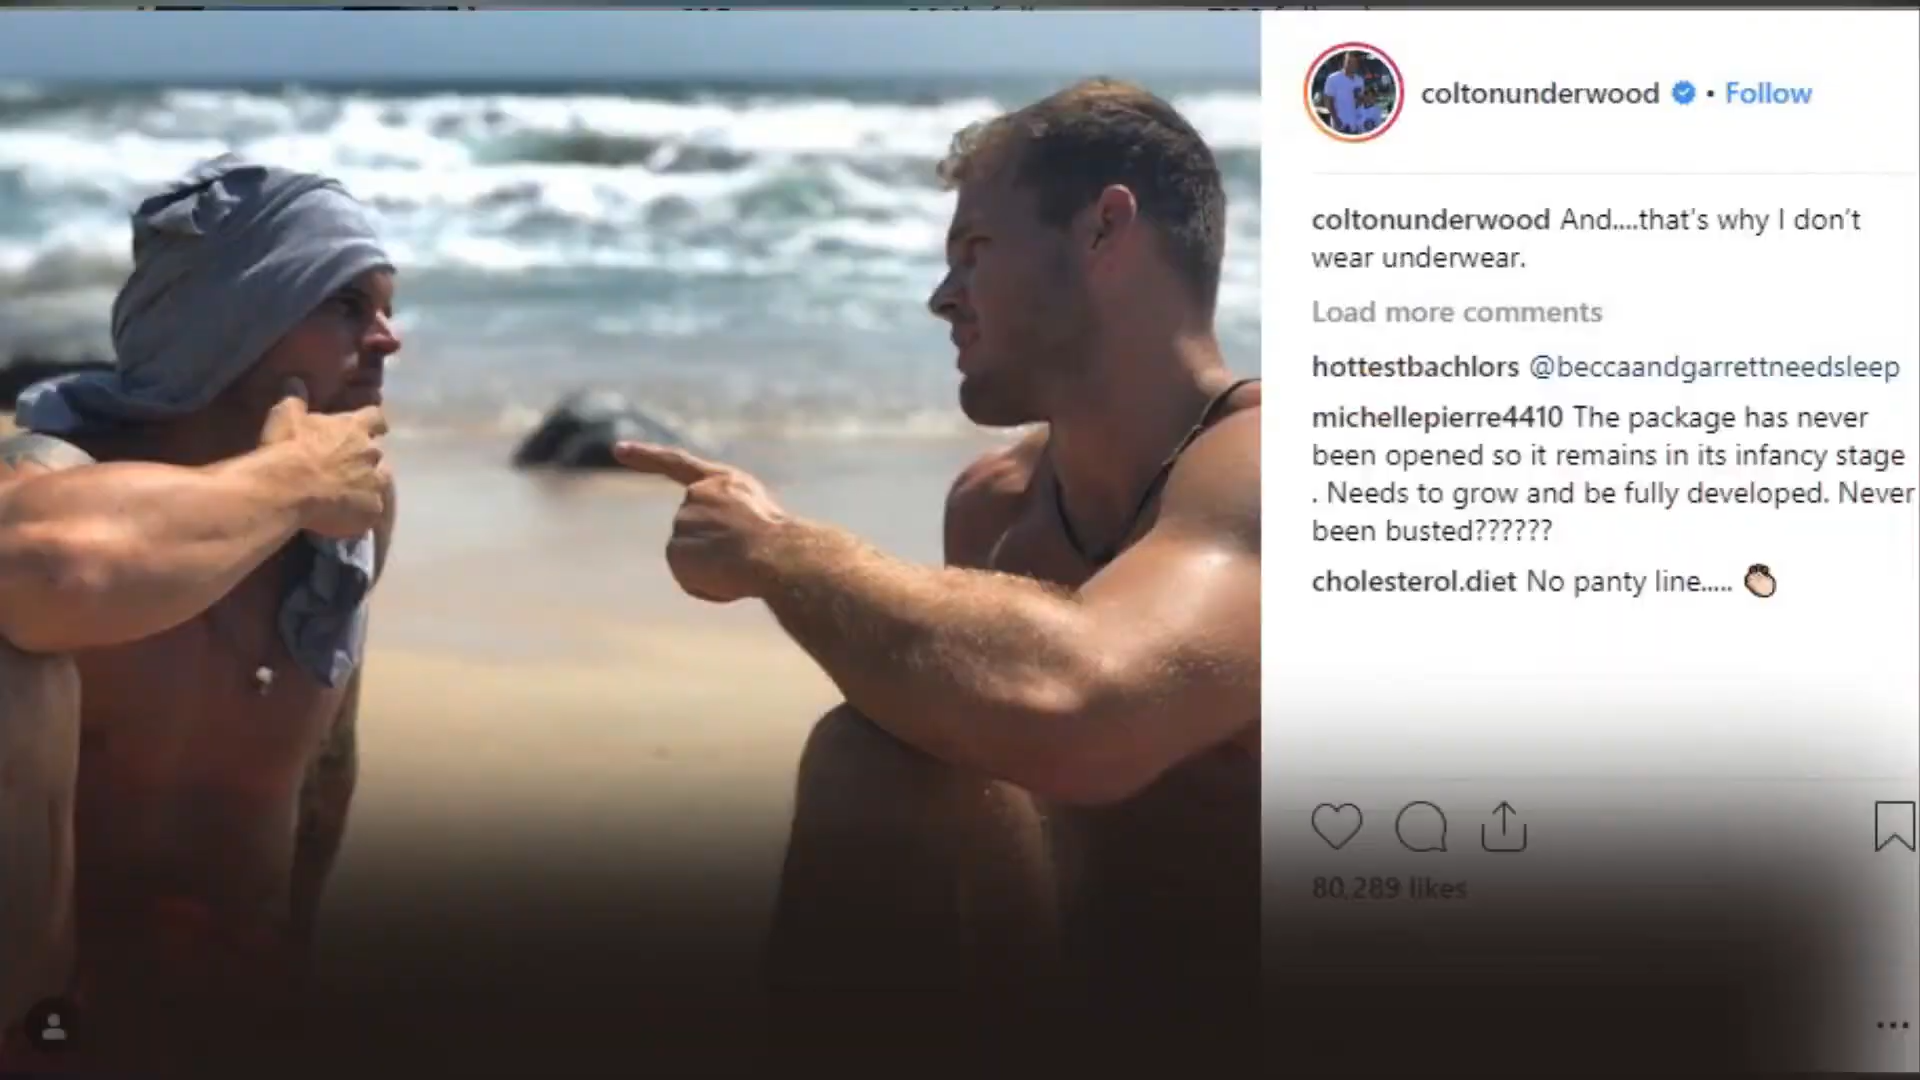 coltonunderwood • Follow
coltonunderwood And....that's why I don't
wear underwear.
Load more comments
hottestbachlors @beccaandgarrettneedsleep
michellepierre4410 The package has never
been opened so it remains in its infancy stage
. Needs to grow and be fully developed. Never
been busted??????
cholesterol.diet No panty line..... 👏🏻
80,289 likes